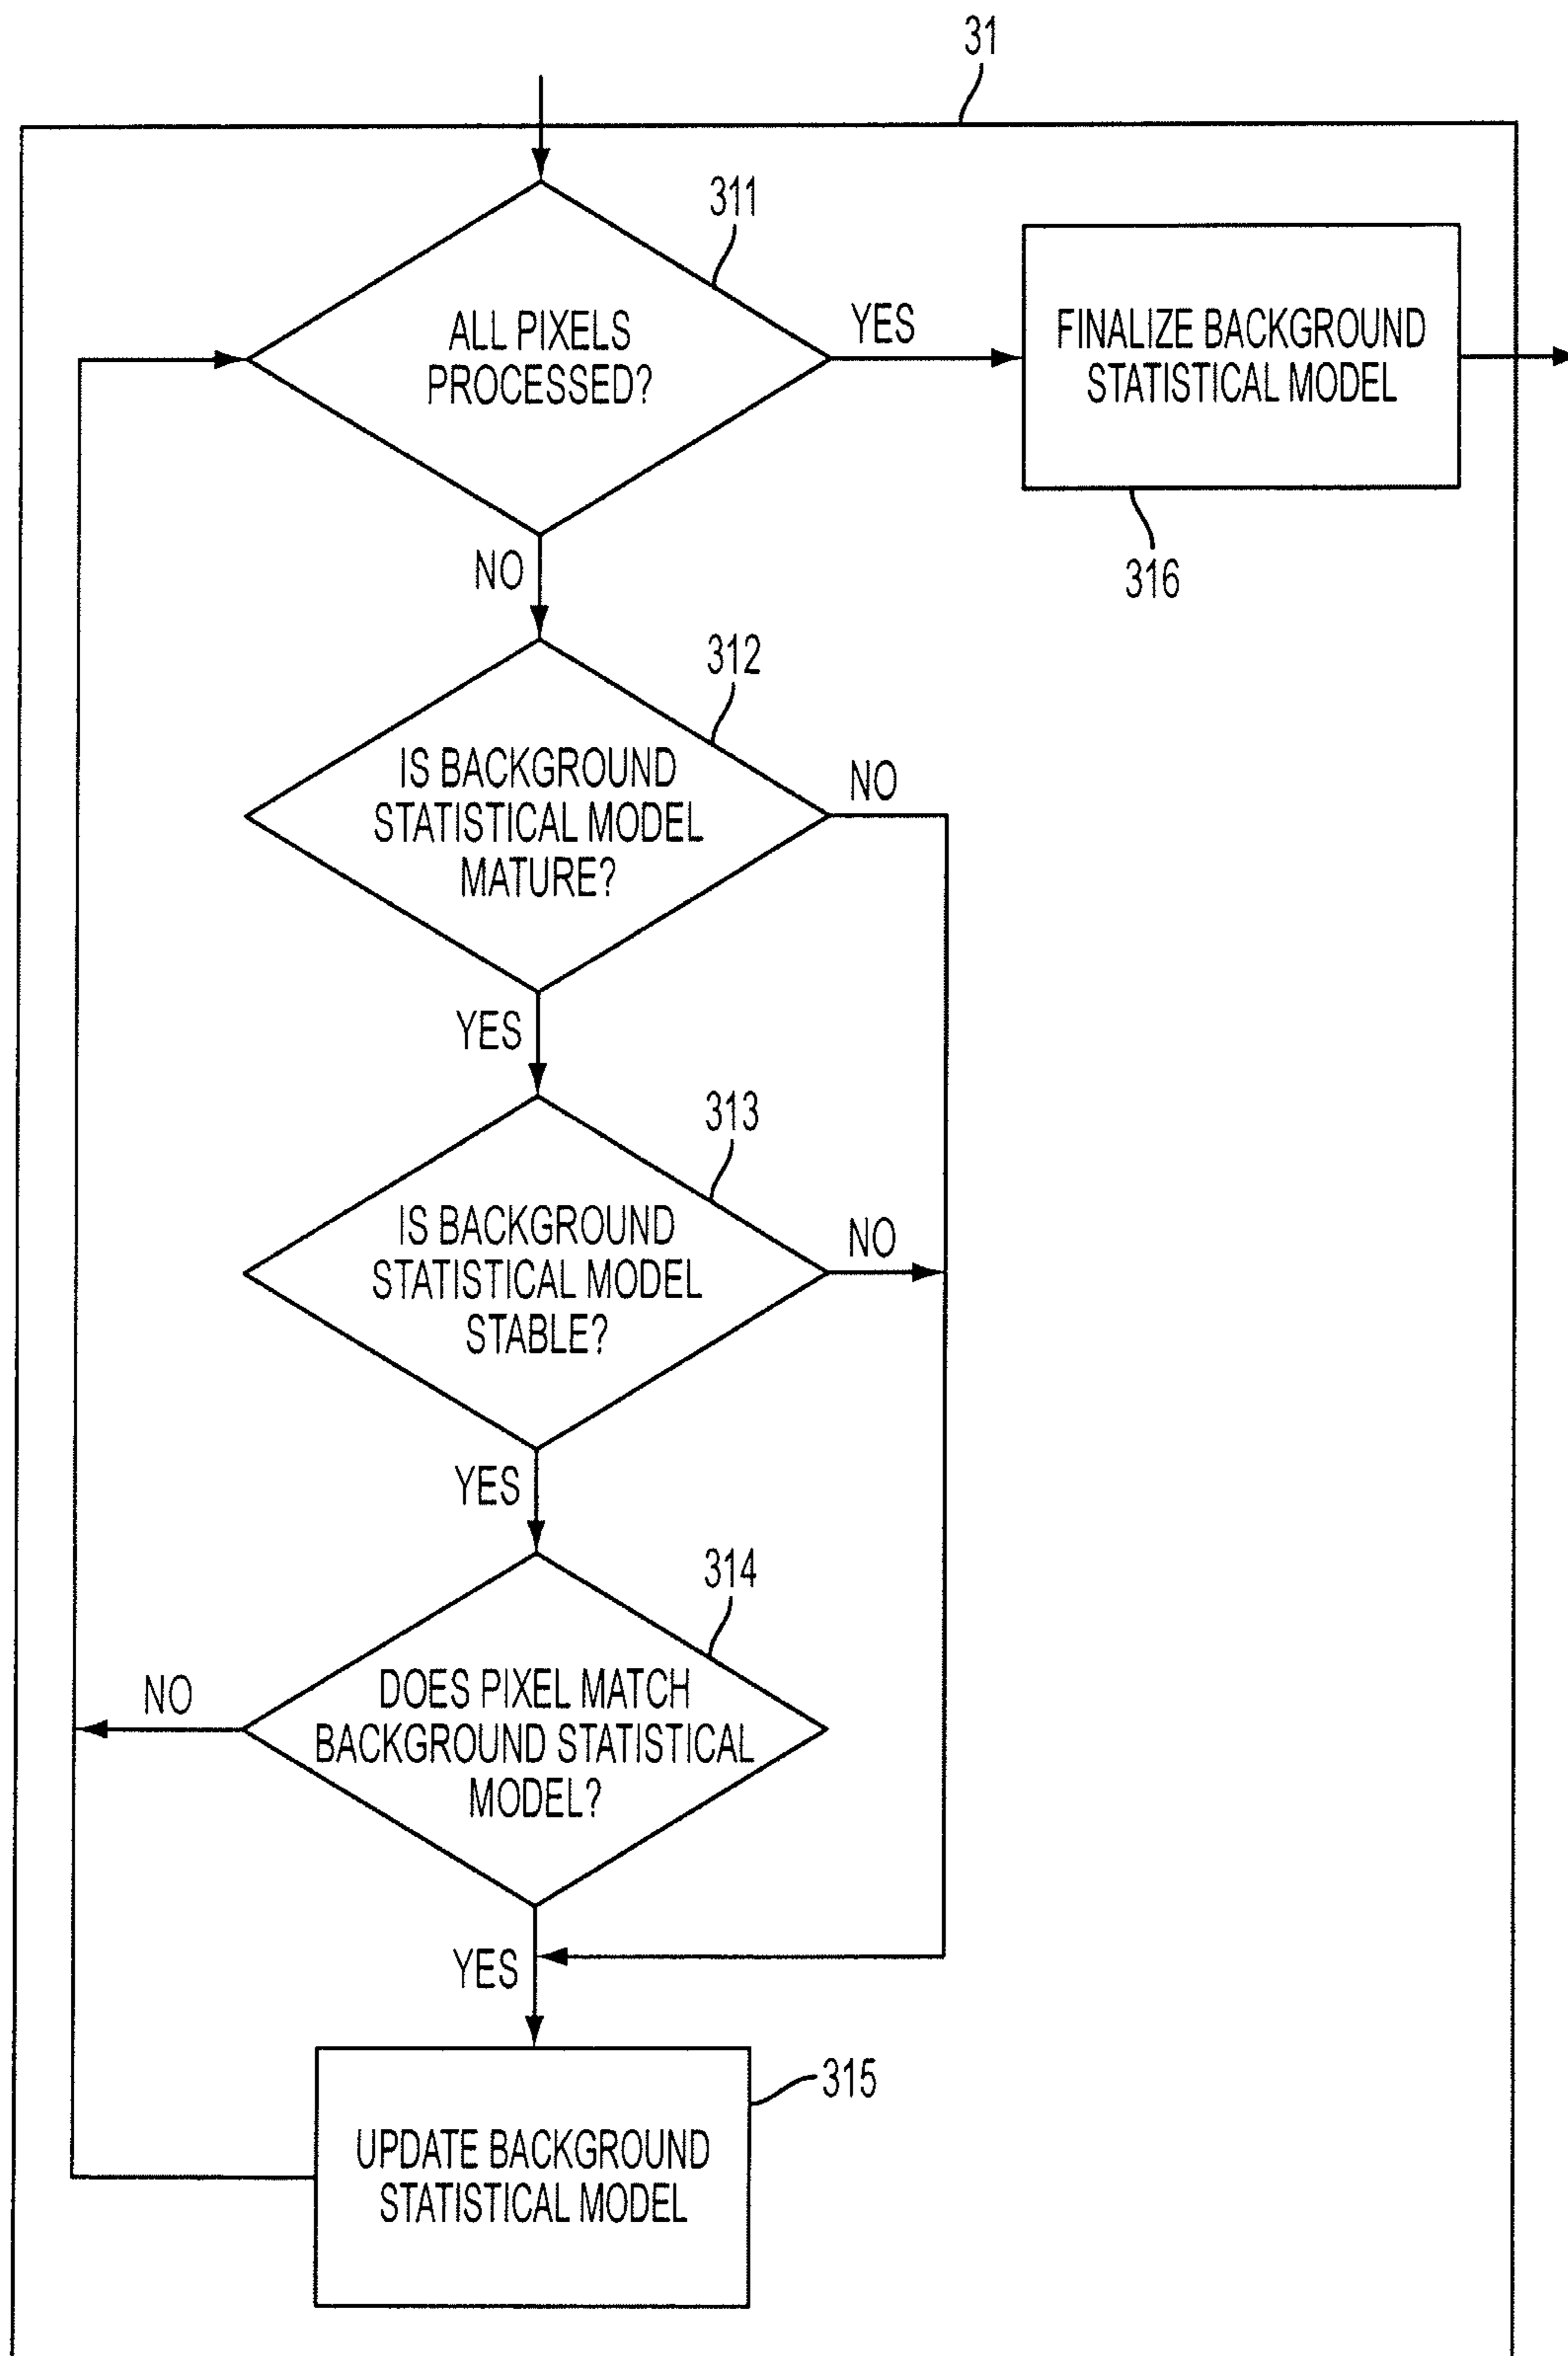 31
311
ALL PIXELS
PROCESSED?
YES
FINALIZE BACKGROUND
STATISTICAL MODEL
316
NO
312
IS BACKGROUND
STATISTICAL MODEL
MATURE?
NO
YES
313
IS BACKGROUND
STATISTICAL MODEL
STABLE?
NO
YES
314
DOES PIXEL MATCH
BACKGROUND STATISTICAL
MODEL?
NO
YES
315
UPDATE BACKGROUND
STATISTICAL MODEL